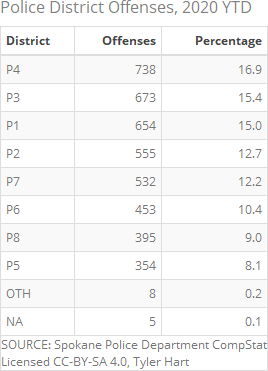 Police District Offenses, 2020 YTD
District Offenses Percentage
P4 738 16.9
P3 673 15.4
P1 654 15.0
P2 555 12.7
P7 532 12.2
P6 453 10.4
P8 395 9.0
P5 354 8.1
OTH 8 0.2
NA 5 0.1
SOURCE: Spokane Police Department CompStat
Licensed CC-BY-SA 4.0, Tyler Hart